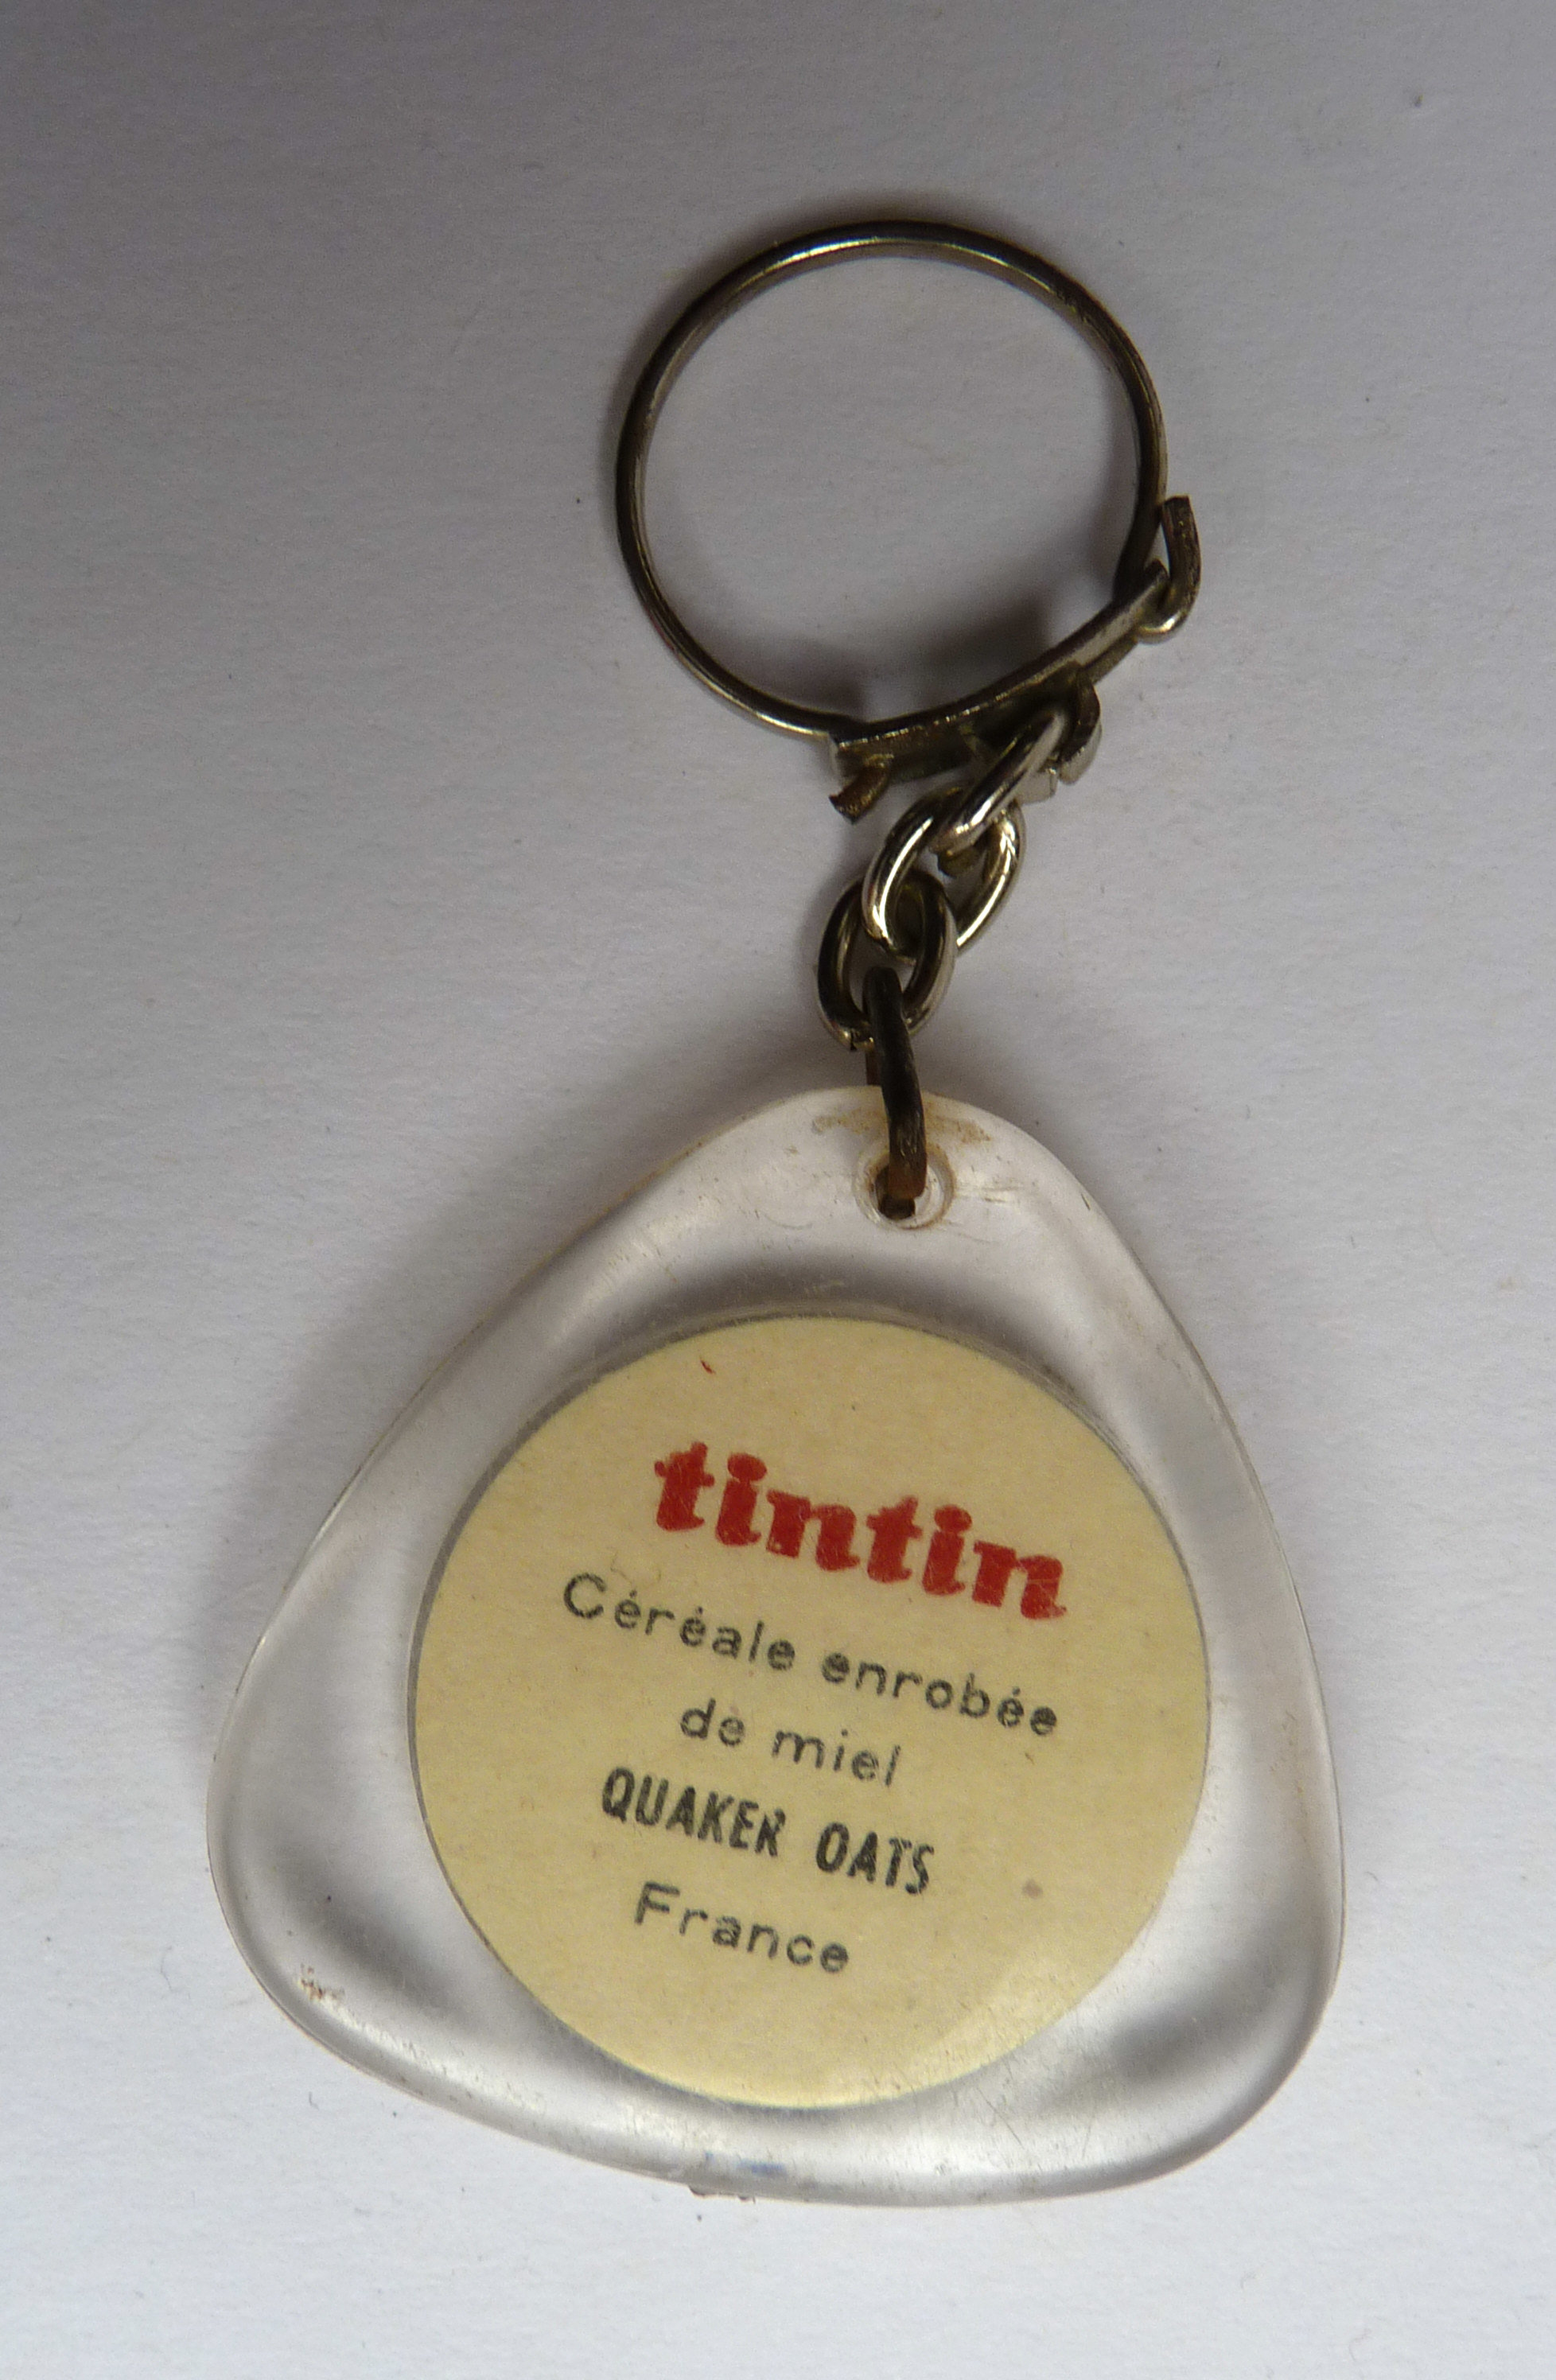 tintin
Céréale enrobée
de miel
QUAKER OATS
France